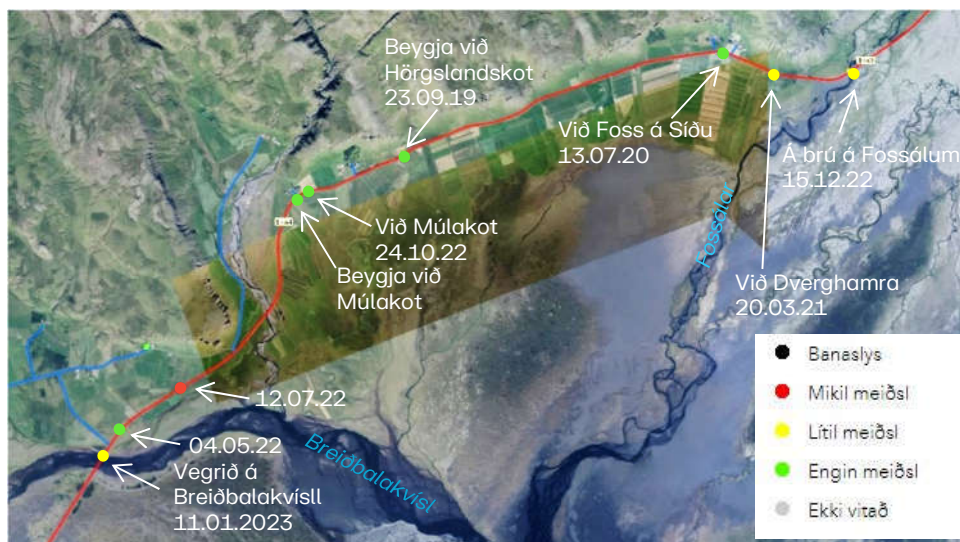 Beygja við
Hörgslandskot
23.09.19
Við Foss á Síðu
13.07.20
Á brú á Fossálum
15.12.22
Við Múlakot
24.10.22
Beygja við
Múlakot
Fossálar
Við Dverghamra
20.03.21
12.07.22
04.05.22
Vegrið á
Breiðbalakvísll
11.01.2023
Breiðbalakvísl
Banaslys
Mikil meiðsl
Lítil meiðsl
Engin meiðsl
Ekki vitað